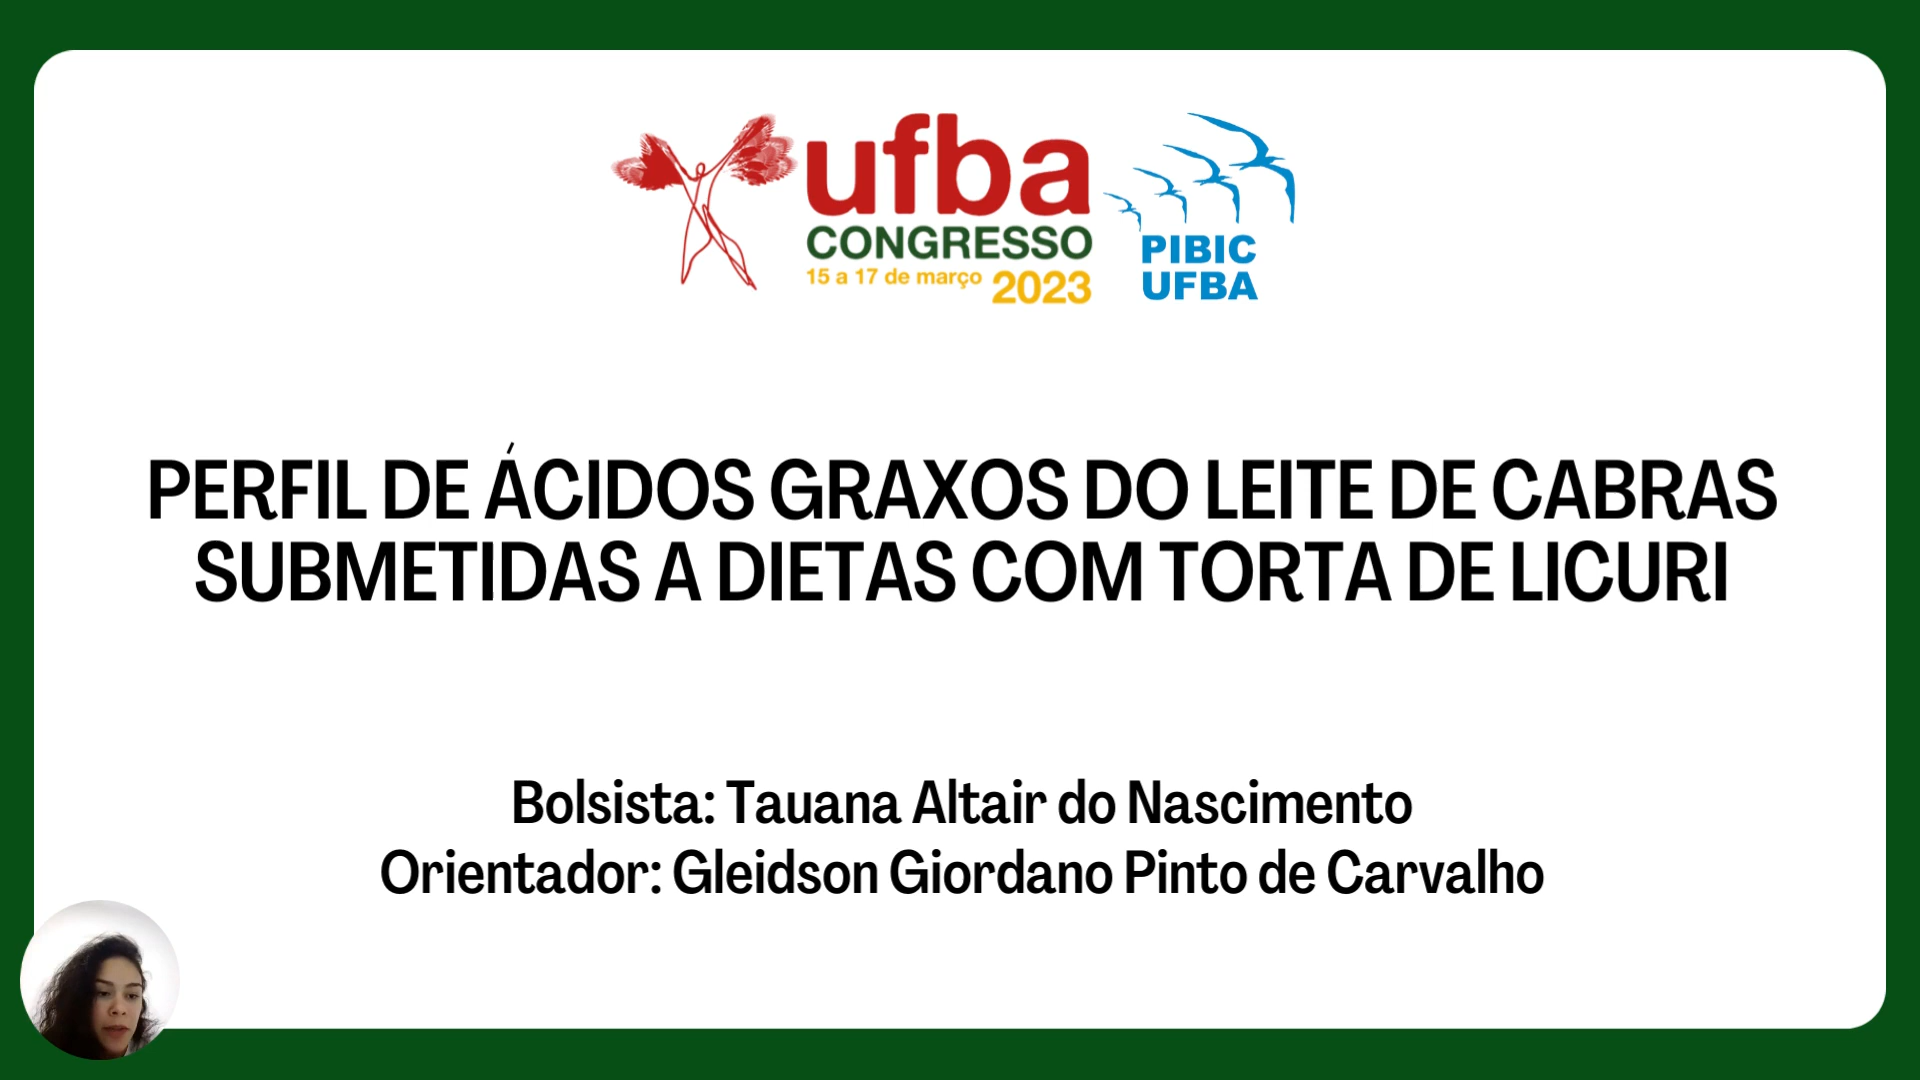 ufba
CONGRESSO
15 a 17 de março 2023
PIBIC
UFBA
PERFIL DE ÁCIDOS GRAXOS DO LEITE DE CABRAS
SUBMETIDAS A DIETAS COM TORTA DE LICURI
Bolsista: Tauana Altair do Nascimento
Orientador: Gleidson Giordano Pinto de Carvalho